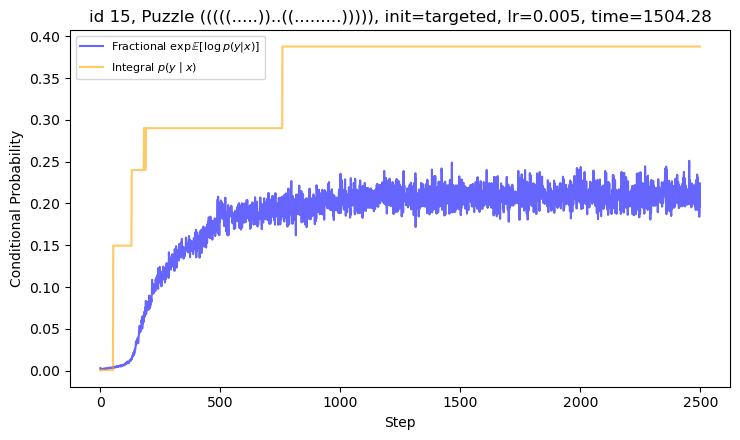 id 15, Puzzle (((((.....))..((.........))))), init=targeted, lr=0.005, time=1504.28
Fractional exp𝔼[log p(y|x)]
Integral p(y | x)
Conditional Probability
0.40
0.35
0.30
0.25
0.20
0.15
0.10
0.05
0.00
0 500 1000 1500 2000 2500
Step